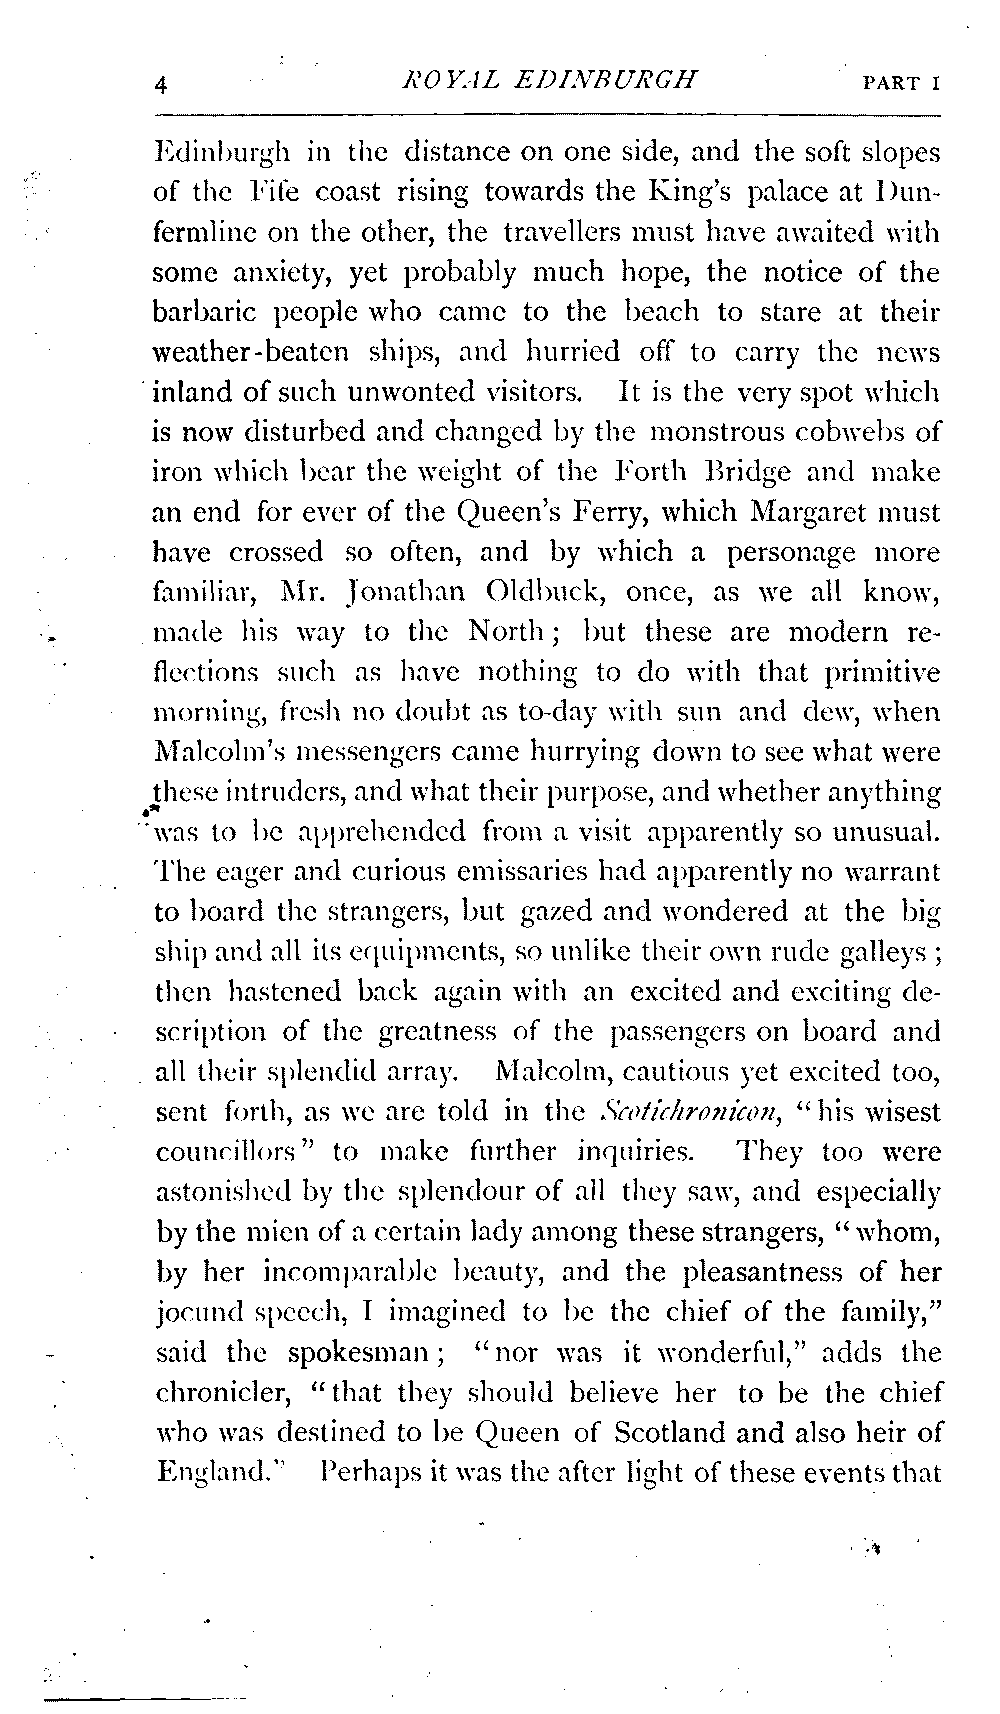 4 ROYAL EDINBURGH PART I
Edinburgh in the distance on one side, and the soft slopes
of the Fife coast rising towards the King's palace at Dun-
fermline on the other, the travellers must have awaited with
some anxiety, yet probably much hope, the notice of the
barbaric people who came to the beach to stare at their
weather-beaten ships, and hurried off to carry the news
inland of such unwonted visitors. It is the very spot which
is now disturbed and changed by the monstrous cobwebs of
iron which bear the weight of the Forth Bridge and make
an end for ever of the Queen's Ferry, which Margaret must
have crossed so often, and by which a personage more
familiar, Mr. Jonathan Oldbuck, once, as we all know,
made his way to the North; but these are modern re-
flections such as have nothing to do with that primitive
morning, fresh no doubt as to-day with sun and dew, when
Malcolm's messengers came hurrying down to see what were
these intruders, and what their purpose, and whether anything
was to be apprehended from a visit apparently so unusual.
The eager and curious emissaries had apparently no warrant
to board the strangers, but gazed and wondered at the big
ship and all its equipments, so unlike their own rude galleys;
then hastened back again with an excited and exciting de-
scription of the greatness of the passengers on board and
all their splendid array. Malcolm, cautious yet excited too,
sent forth, as we are told in the Scotichronicon, "his wisest
councillors" to make further inquiries. They too were
astonished by the splendour of all they saw, and especially
by the mien of a certain lady among these strangers, "whom,
by her incomparable beauty, and the pleasantness of her
jocund speech, I imagined to be the chief of the family,"
said the spokesman; "nor was it wonderful," adds the
chronicler, "that they should believe her to be the chief
who was destined to be Queen of Scotland and also heir of
England." Perhaps it was the after light of these events that